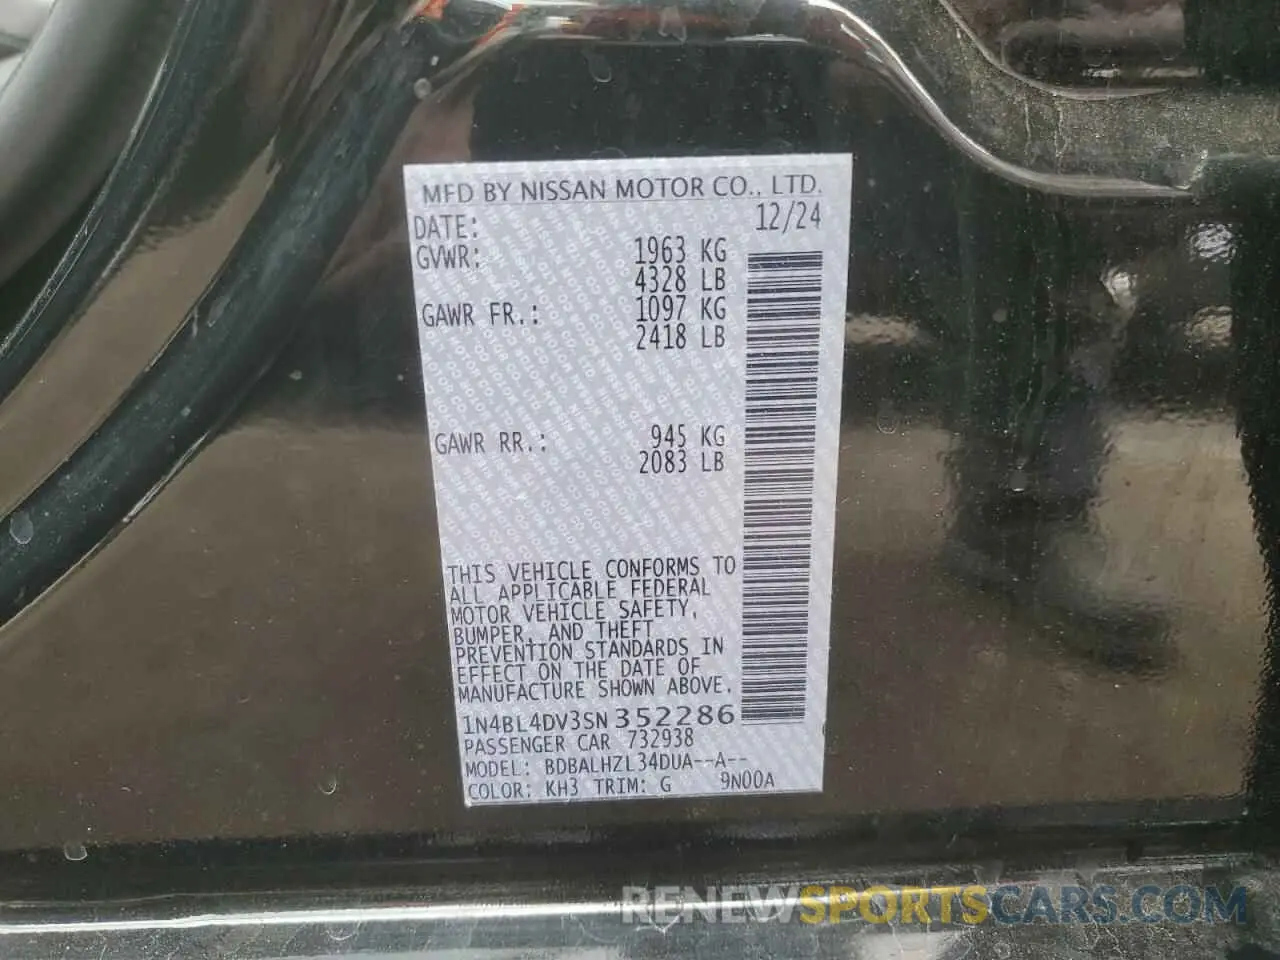 MFD BY NISSAN MOTOR CO., LTD.
DATE: 12/24
GVWR: 1963 KG
4328 LB
GAWR FR.: 1097 KG
2418 LB
GAWR RR.: 945 KG
2083 LB
THIS VEHICLE CONFORMS TO
ALL APPLICABLE FEDERAL
MOTOR VEHICLE SAFETY,
BUMPER, AND THEFT
PREVENTION STANDARDS IN
EFFECT ON THE DATE OF
MANUFACTURE SHOWN ABOVE.
1N4BL4DV3SN352286
PASSENGER CAR 732938
MODEL: BDBALHZL34DUA--A--
COLOR: KH3 TRIM: G 9N00A
RENEWSPORTSCARS.COM